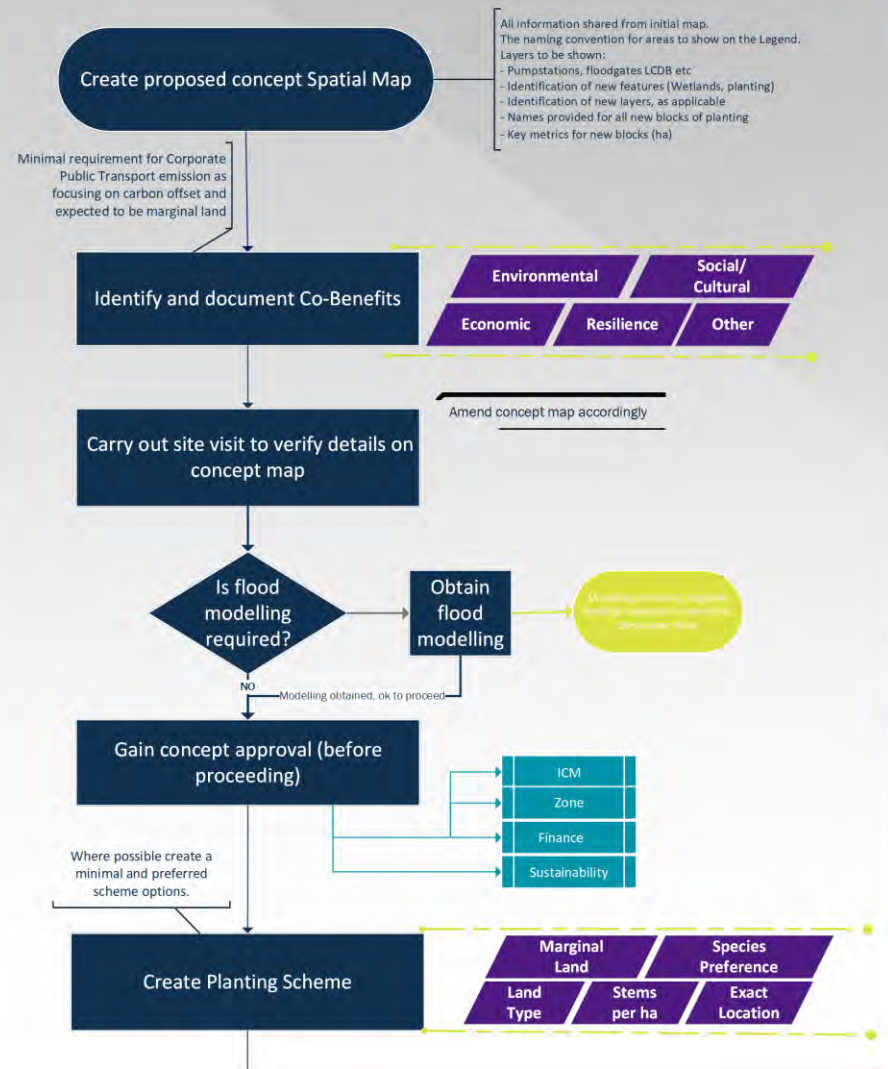 Create proposed concept Spatial Map
All information shared from initial map.
The naming convention for areas to show on the Legend.
Layers to be shown:
- Pumpstations, floodgates LCDB etc
- Identification of new features (Wetlands, planting)
- Identification of new layers, as applicable
- Names provided for all new blocks of planting
- Key metrics for new blocks (ha)
Minimal requirement for Corporate
Public Transport emission as
focusing on carbon offset and
expected to be marginal land
Identify and document Co-Benefits
Environmental
Social/
Cultural
Economic
Resilience
Other
Amend concept map accordingly
Carry out site visit to verify details on
concept map
Is flood
modelling
required?
Obtain
flood
modelling
NO
Modelling obtained, ok to proceed
Gain concept approval (before
proceeding)
ICM
Zone
Finance
Sustainability
Where possible create a
minimal and preferred
scheme options.
Create Planting Scheme
Marginal
Land
Species
Preference
Land
Type
Stems
per ha
Exact
Location